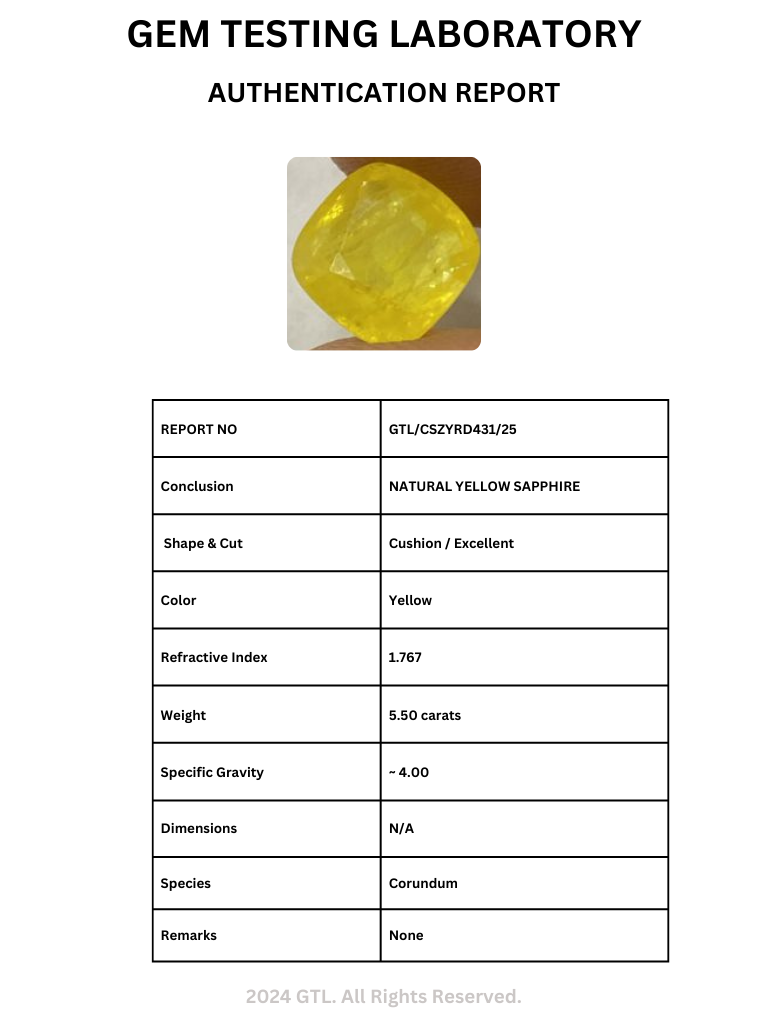 GEM TESTING LABORATORY
AUTHENTICATION REPORT
REPORT NO GTL/CSZYRD431/25
Conclusion NATURAL YELLOW SAPPHIRE
Shape & Cut Cushion / Excellent
Color Yellow
Refractive Index 1.767
Weight 5.50 carats
Specific Gravity ~ 4.00
Dimensions N/A
Species Corundum
Remarks None
2024 GTL. All Rights Reserved.